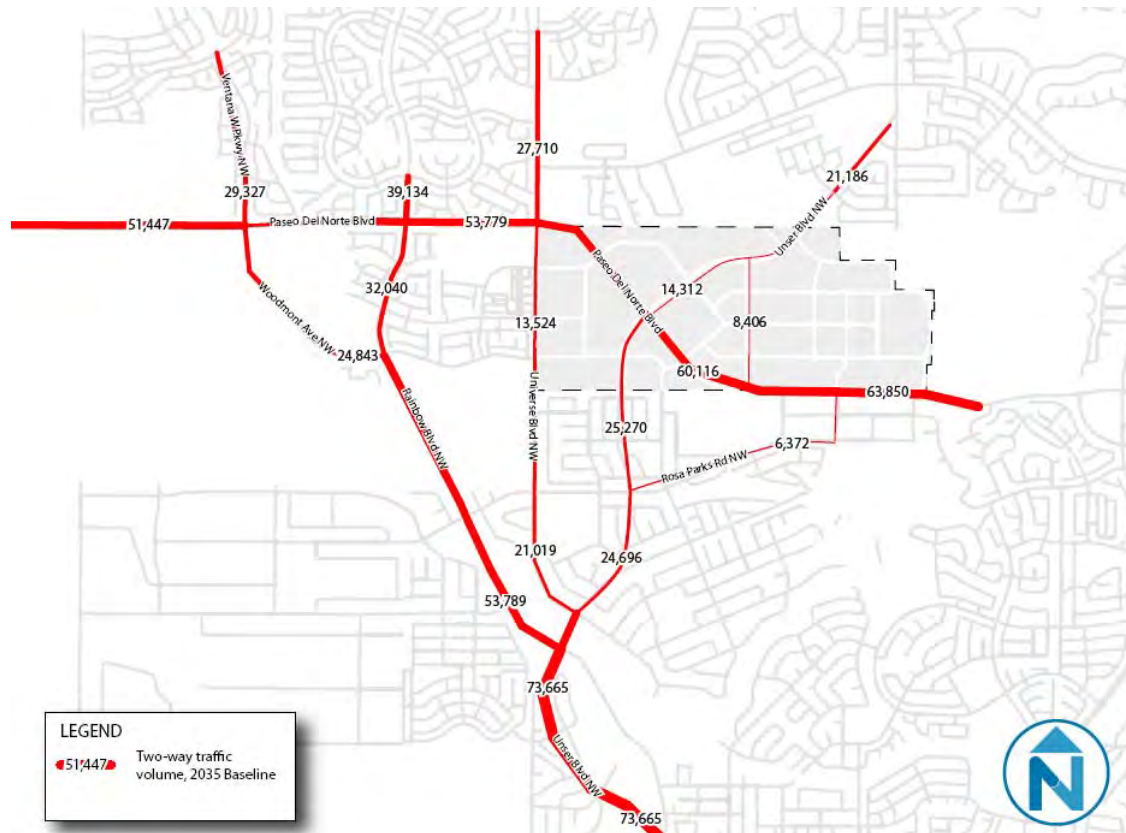 Ventana W Pkwy NW
27,710
21,186
29,327
39,134
51,447
Paseo Del Norte Blvd
53,779
Unser Blvd NW
32,040
14,312
Paseo Del Norte Blvd
13,524
8,406
Woodmont Ave NW
24,843
60,116
63,850
Rainbow Blvd NW
Universe Blvd NW
25,270
6,372
Rosa Parks Rd NW
21,019
24,696
53,789
73,665
Unser Blvd NW
73,665
LEGEND
51,447
Two-way traffic
volume, 2035 Baseline
N